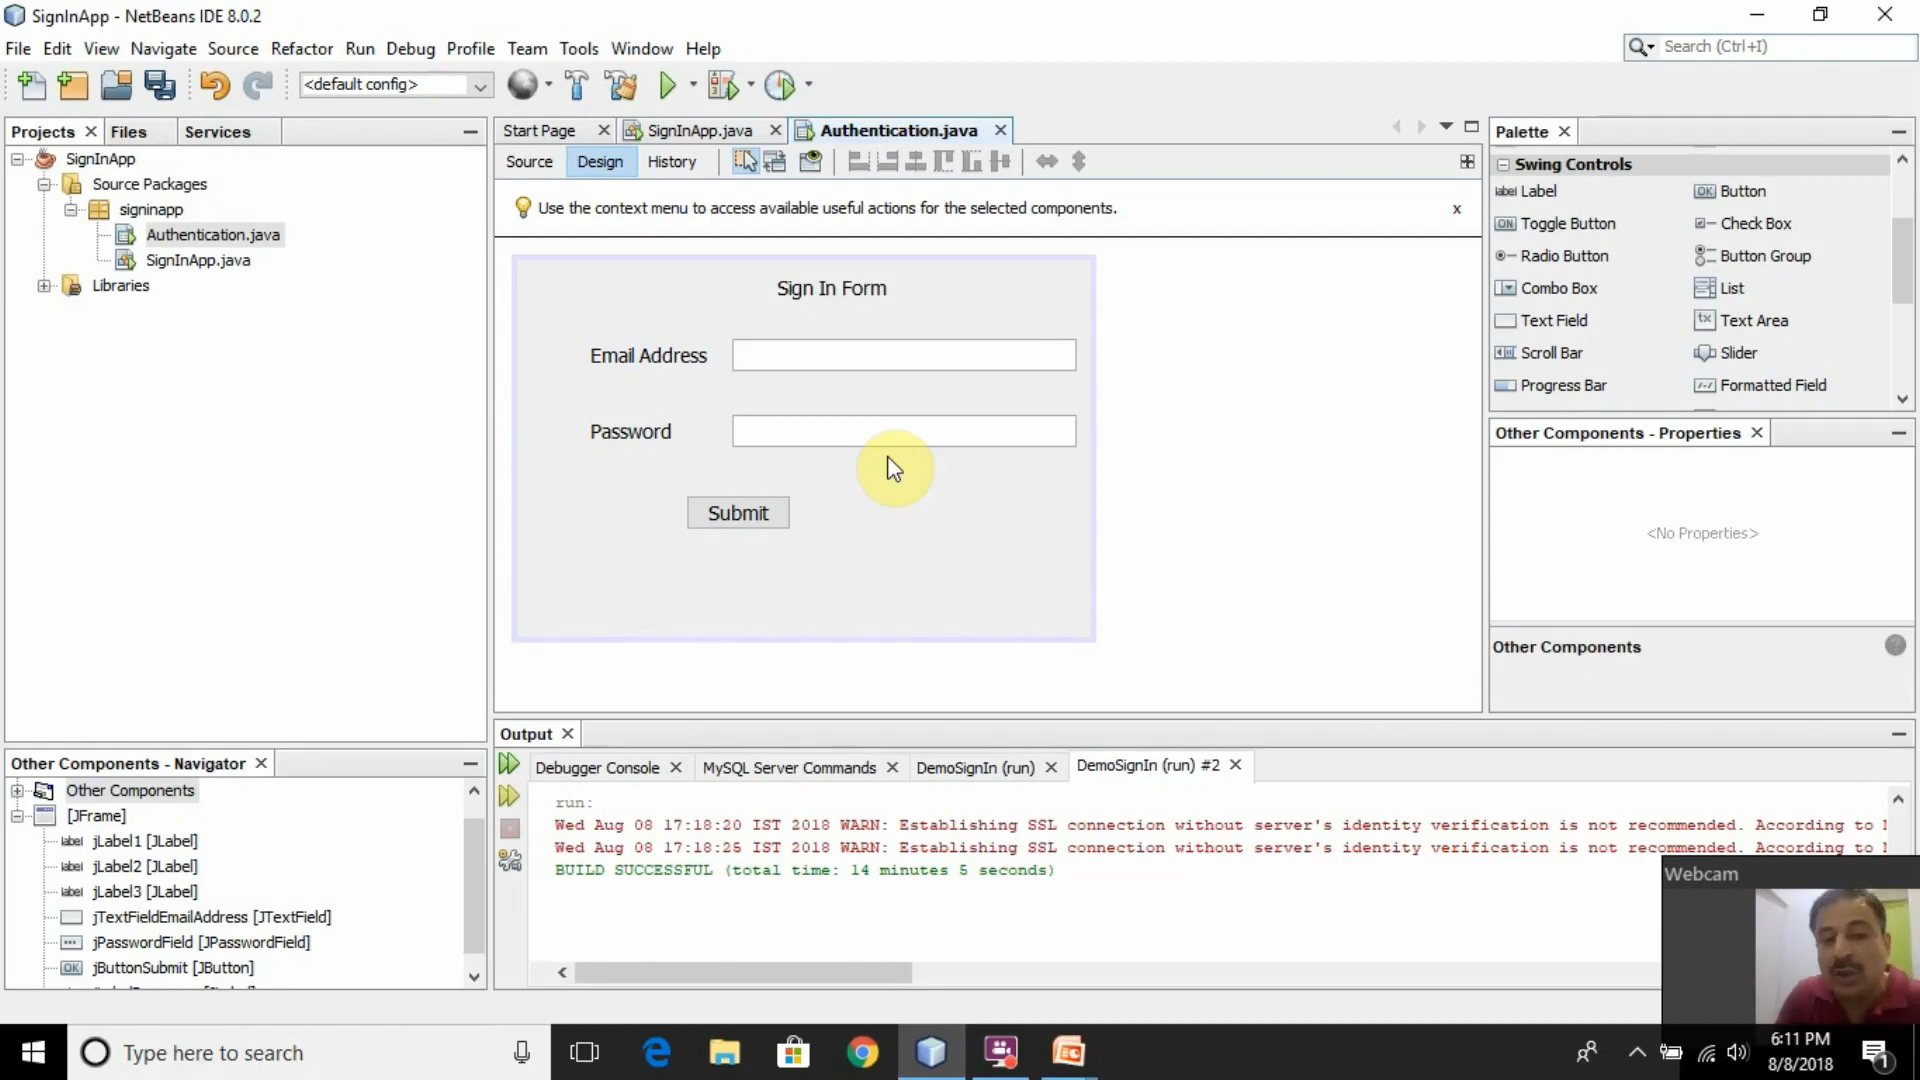 SignInApp - NetBeans IDE 8.0.2
File Edit View Navigate Source Refactor Run Debug Profile Team Tools Window Help
Search (Ctrl+I)
<default config>
Projects Files Services
SignInApp
Source Packages
signinapp
Authentication.java
SignInApp.java
Libraries
Start Page SignInApp.java Authentication.java
Source Design History
Use the context menu to access available useful actions for the selected components. x
Sign In Form
Email Address
Password
Submit
Palette
Swing Controls
label Label OK Button
ON Toggle Button Check Box
Radio Button Button Group
Combo Box List
Text Field tx Text Area
Scroll Bar Slider
Progress Bar Formatted Field
Other Components - Properties
<No Properties>
Other Components
Other Components - Navigator
Other Components
[JFrame]
label jLabel1 [JLabel]
label jLabel2 [JLabel]
label jLabel3 [JLabel]
jTextFieldEmailAddress [JTextField]
jPasswordField [JPasswordField]
OK jButtonSubmit [JButton]
Output
Debugger Console MySQL Server Commands DemoSignIn (run) DemoSignIn (run) #2
run:
Wed Aug 08 17:18:20 IST 2018 WARN: Establishing SSL connection without server's identity verification is not recommended. According to
Wed Aug 08 17:18:25 IST 2018 WARN: Establishing SSL connection without server's identity verification is not recommended. According to
BUILD SUCCESSFUL (total time: 14 minutes 5 seconds)
Webcam
Type here to search
6:11 PM
8/8/2018
1